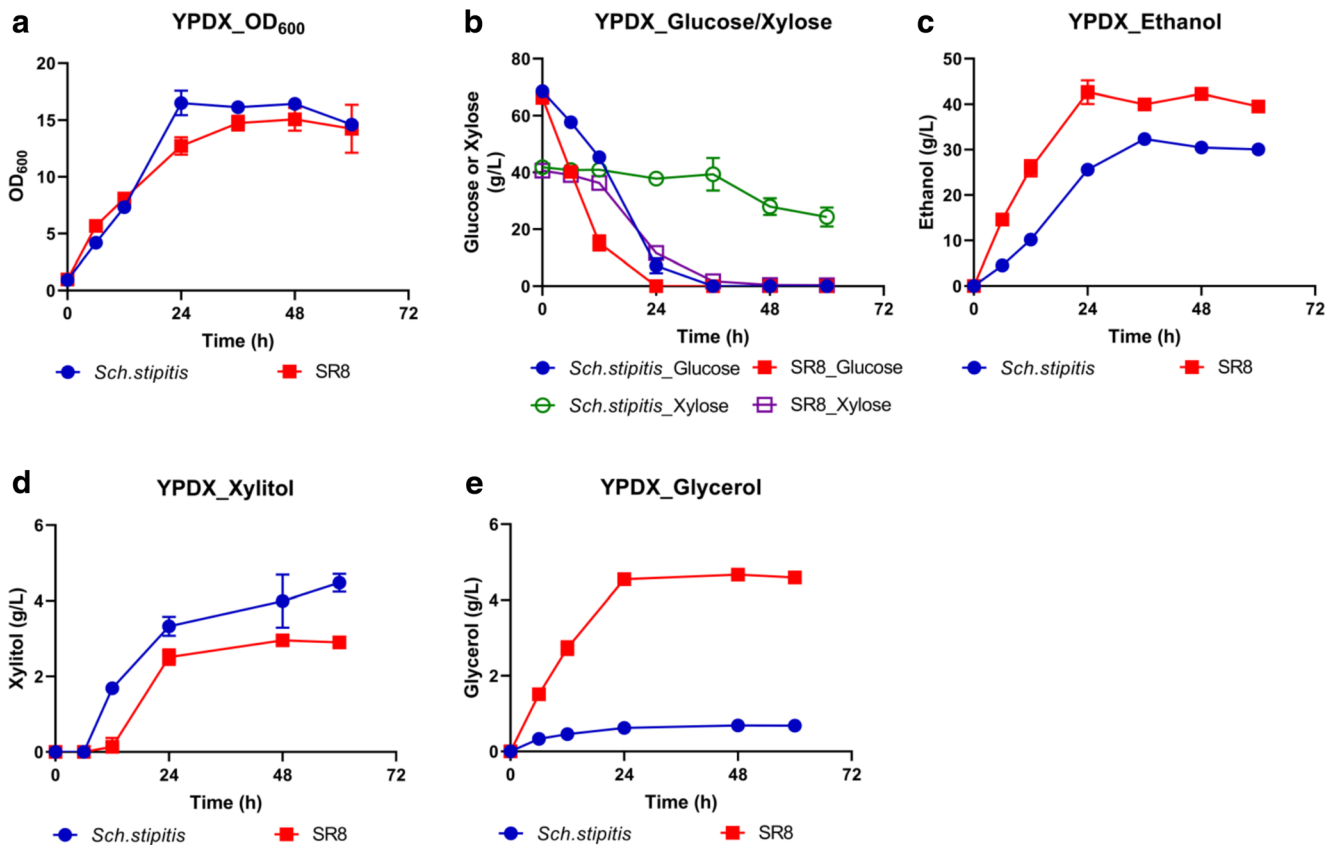 a
YPDX_OD600
20
15
10
5
0
OD600
0 24 48 72
Time (h)
Sch.stipitis SR8
b
YPDX_Glucose/Xylose
80
60
40
20
0
Glucose or Xylose
(g/L)
0 24 48 72
Time (h)
Sch.stipitis_Glucose SR8_Glucose
Sch.stipitis_Xylose SR8_Xylose
c
YPDX_Ethanol
50
40
30
20
10
0
Ethanol (g/L)
0 24 48 72
Time (h)
Sch.stipitis SR8
d
YPDX_Xylitol
6
4
2
0
Xylitol (g/L)
0 24 48 72
Time (h)
Sch.stipitis SR8
e
YPDX_Glycerol
6
4
2
0
Glycerol (g/L)
0 24 48 72
Time (h)
Sch.stipitis SR8